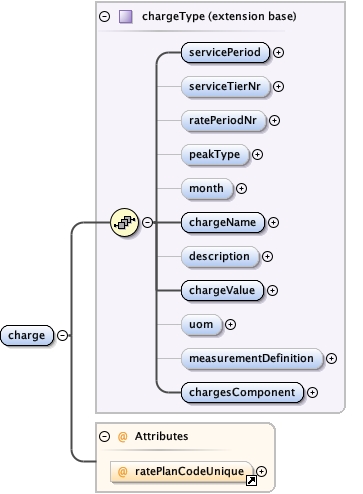 chargeType (extension base)
servicePeriod
serviceTierNr
ratePeriodNr
peakType
month
chargeName
description
chargeValue
uom
measurementDefinition
chargesComponent
charge
@ Attributes
@ ratePlanCodeUnique